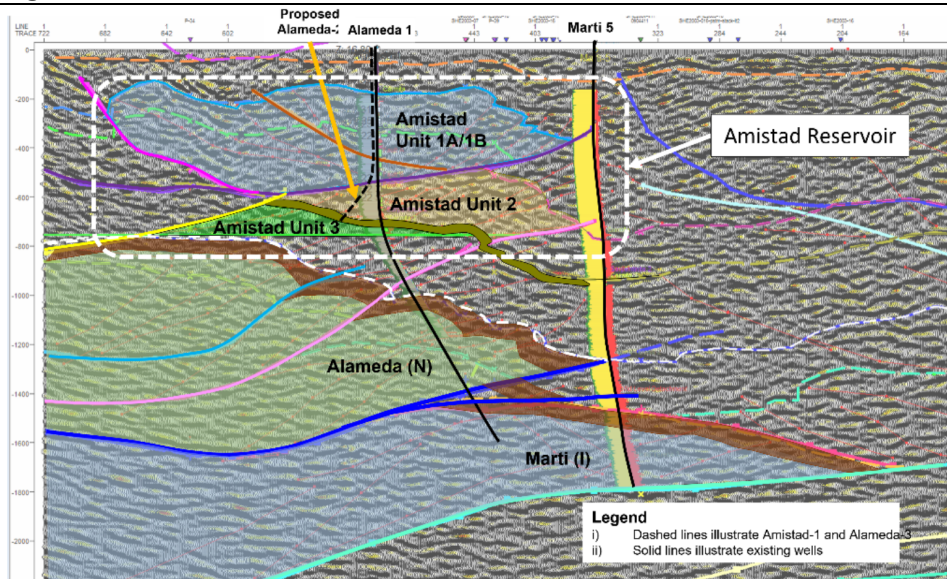 Proposed
Alameda-
Alameda 1
Marti 5
LINE
TRACE 722
682
642
602
443
403
323
284
244
204
164
0
-200
-400
-600
-800
-1000
-1200
-1400
-1600
-1800
-2000
Amistad
Unit 1A/1B
Amistad Reservoir
Amistad Unit 2
Amistad Unit 3
Alameda (N)
Marti (I)
Legend
i) Dashed lines illustrate Amistad-1 and Alameda-3
ii) Solid lines illustrate existing wells